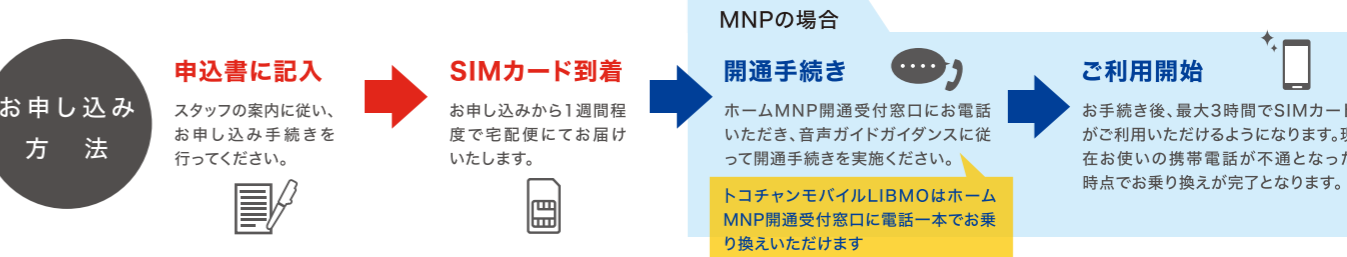 お申し込み
方 法
申込書に記入
スタッフの案内に従い、
お申し込み手続きを
行ってください。
SIMカード到着
お申し込みから1週間程
度で宅配便にてお届け
いたします。
MNPの場合
開通手続き
ホームMNP開通受付窓口にお電話
いただき、音声ガイドガイダンスに従
って開通手続きを実施ください。
トコチャンモバイルLIBMOはホーム
MNP開通受付窓口に電話一本でお乗
り換えいただけます
ご利用開始
お手続き後、最大3時間でSIMカード
がご利用いただけるようになります。現
在お使いの携帯電話が不通となった
時点でお乗り換えが完了となります。